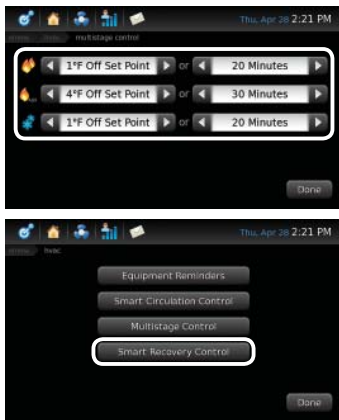 Thu, Apr 28 2:21 PM
hvac multistage control
1°F Off Set Point or 20 Minutes
4°F Off Set Point or 30 Minutes
1°F Off Set Point or 20 Minutes
Done
Thu, Apr 28 2:21 PM
hvac
Equipment Reminders
Smart Circulation Control
Multistage Control
Smart Recovery Control
Done